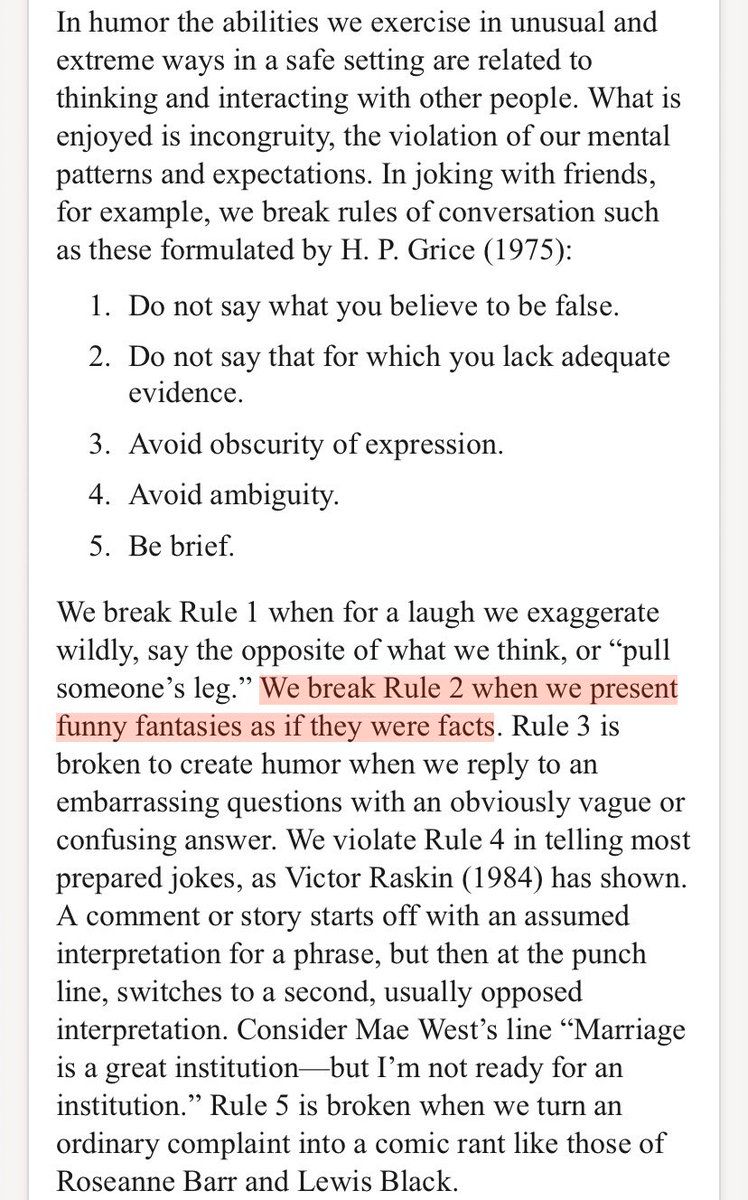 In humor the abilities we exercise in unusual and
extreme ways in a safe setting are related to
thinking and interacting with other people. What is
enjoyed is incongruity, the violation of our mental
patterns and expectations. In joking with friends,
for example, we break rules of conversation such
as these formulated by H. P. Grice (1975):
1. Do not say what you believe to be false.
2. Do not say that for which you lack adequate
evidence.
3. Avoid obscurity of expression.
4. Avoid ambiguity.
5. Be brief.
We break Rule 1 when for a laugh we exaggerate
wildly, say the opposite of what we think, or “pull
someone’s leg.” We break Rule 2 when we present
funny fantasies as if they were facts. Rule 3 is
broken to create humor when we reply to an
embarrassing questions with an obviously vague or
confusing answer. We violate Rule 4 in telling most
prepared jokes, as Victor Raskin (1984) has shown.
A comment or story starts off with an assumed
interpretation for a phrase, but then at the punch
line, switches to a second, usually opposed
interpretation. Consider Mae West’s line “Marriage
is a great institution—but I’m not ready for an
institution.” Rule 5 is broken when we turn an
ordinary complaint into a comic rant like those of
Roseanne Barr and Lewis Black.